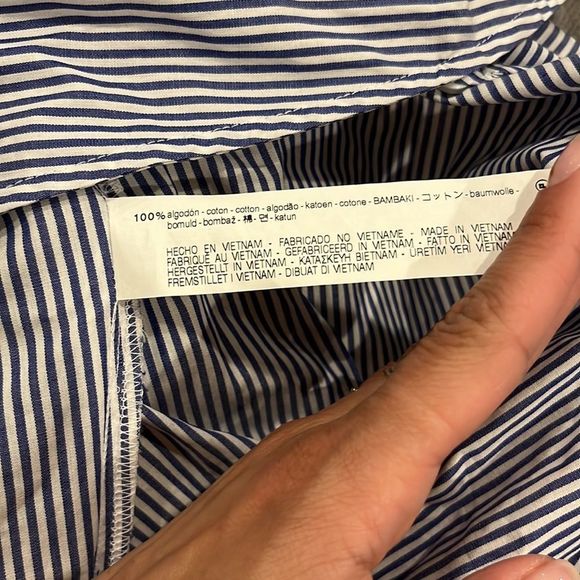 100% algodón - coton - cotton - algodão - katoen - cotone - BAMBAKI - コットン - baumwolle -
bomuld - bombaž - 棉 - 면 - katun
HECHO EN VIETNAM - FABRICADO NO VIETNAME - MADE IN VIETNAM
FABRIQUÉ AU VIETNAM - GEFABRICEERD IN VIETNAM - FATTO IN VIETNAM
HERGESTELLT IN VIETNAM - ΚΑΤΑΣΚΕΥΗ ΒΙΕΤΝΑΜ - ÜRETİM YERİ VIETNAM
FREMSTILLET I VIETNAM - DIBUAT DI VIETNAM